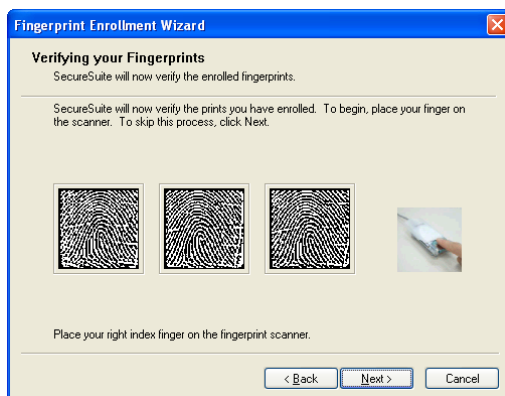 Fingerprint Enrollment Wizard
Verifying your Fingerprints
SecureSuite will now verify the enrolled fingerprints.
SecureSuite will now verify the prints you have enrolled. To begin, place your finger on
the scanner. To skip this process, click Next.
Place your right index finger on the fingerprint scanner.
< Back Next > Cancel